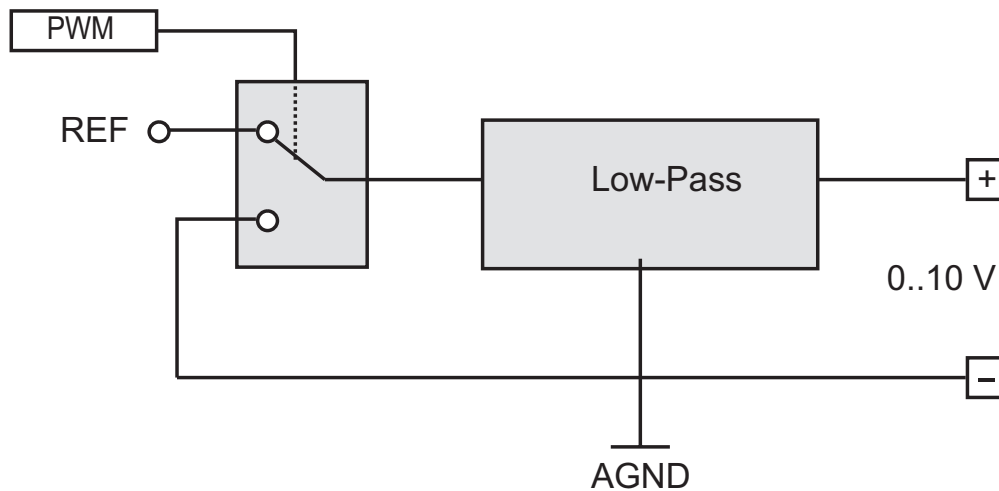 PWM
REF
Low-Pass
+
0..10 V
–
AGND